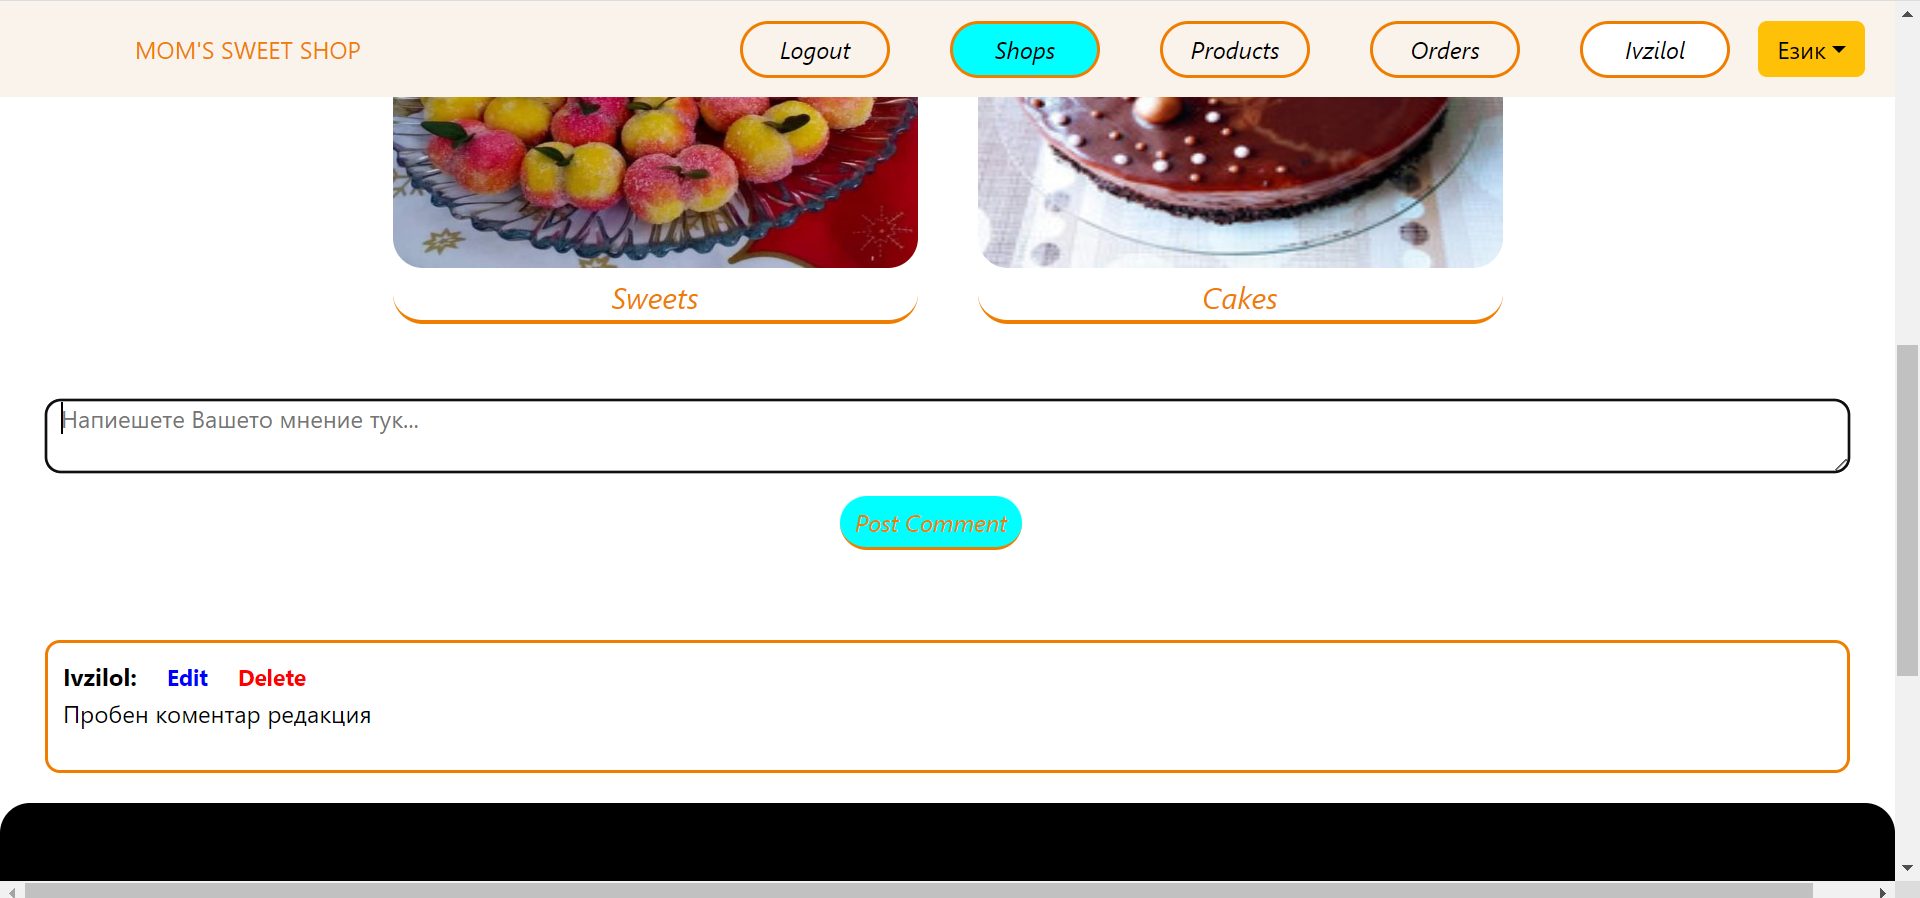 MOM'S SWEET SHOP
Logout
Shops
Products
Orders
Ivzilol
Език
Sweets
Cakes
Напиешете Вашето мнение тук...
Post Comment
Ivzilol: Edit Delete
Пробен коментар редакция